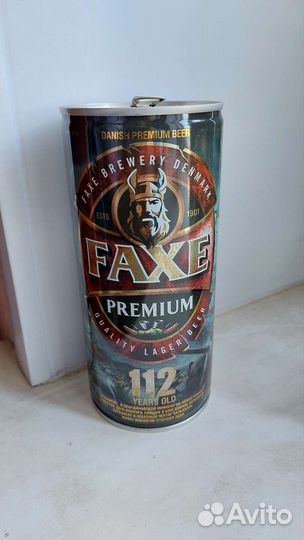 DANISH PREMIUM BEER
FAXE BREWERY DENMARK
ESTD 1901
FAXE
PREMIUM
QUALITY LAGER BEER
112
YEARS OLD
Avito